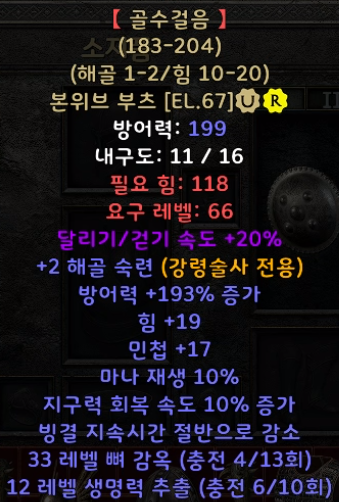 【 골수걸음 】
(183-204)
(해골 1-2/힘 10-20)
본위브 부츠 [EL.67] U R
방어력: 199
내구도: 11 / 16
필요 힘: 118
요구 레벨: 66
달리기/걷기 속도 +20%
+2 해골 숙련 (강령술사 전용)
방어력 +193% 증가
힘 +19
민첩 +17
마나 재생 10%
지구력 회복 속도 10% 증가
빙결 지속시간 절반으로 감소
33 레벨 뼈 감옥 (충전 4/13회)
12 레벨 생명력 추출 (충전 6/10회)